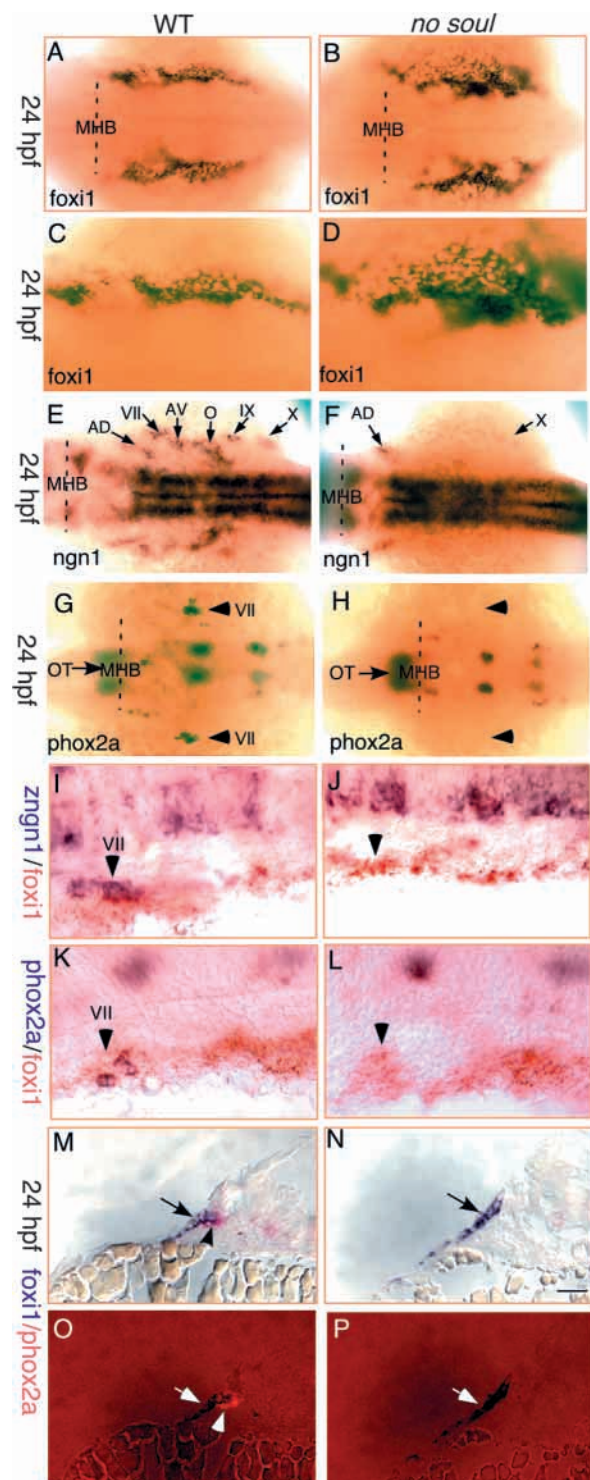 WT
no soul
24 hpf
A
MHB
foxi1
B
MHB
foxi1
24 hpf
C
foxi1
D
foxi1
24 hpf
E
AD
VII
AV
O
IX
X
MHB
ngn1
F
AD
X
MHB
ngn1
24 hpf
G
VII
OT
MHB
VII
phox2a
H
OT
MHB
phox2a
zngn1/foxi1
I
VII
J
phox2a/foxi1
K
VII
L
24 hpf foxi1/phox2a
M
N
O
P